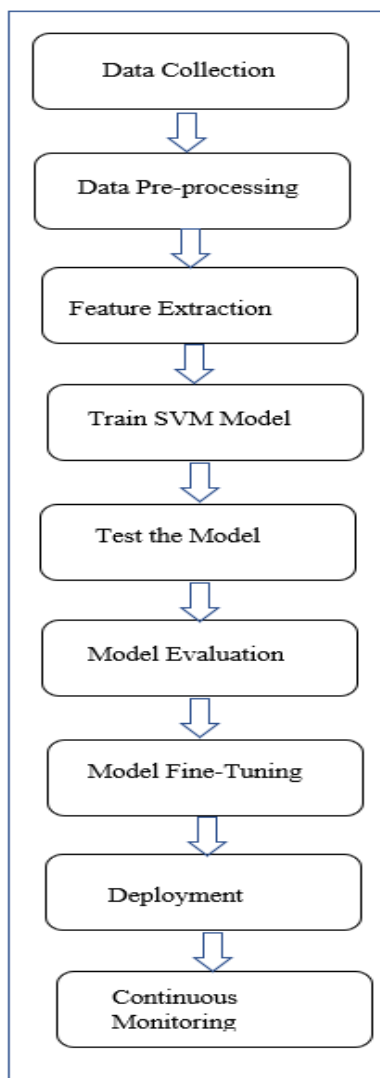 Data Collection
Data Pre-processing
Feature Extraction
Train SVM Model
Test the Model
Model Evaluation
Model Fine-Tuning
Deployment
Continuous
Monitoring